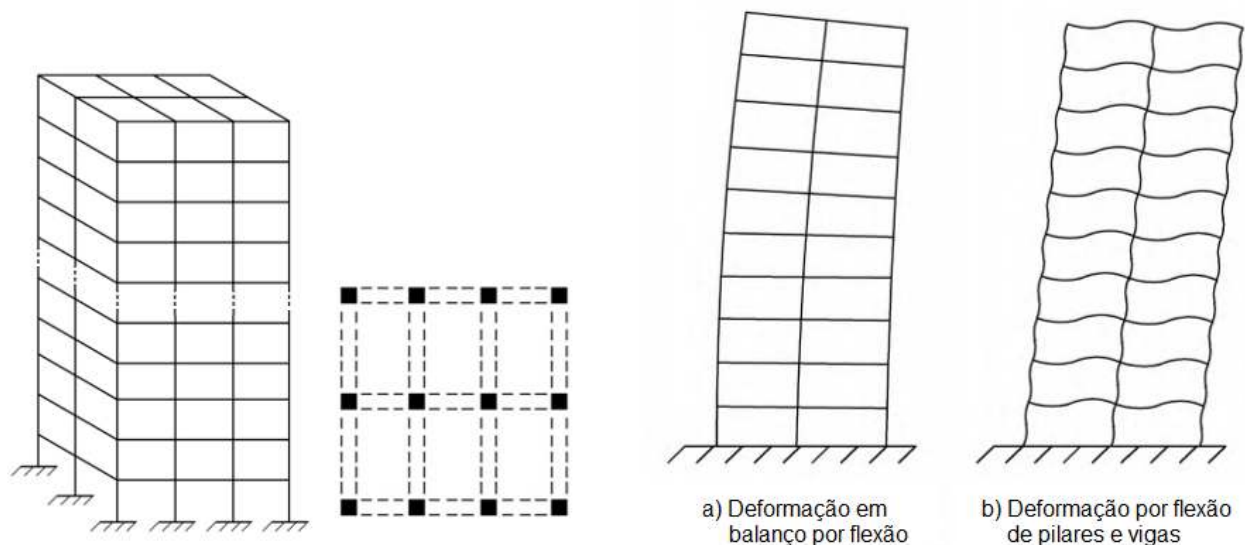 a) Deformação em
balanço por flexão
b) Deformação por flexão
de pilares e vigas